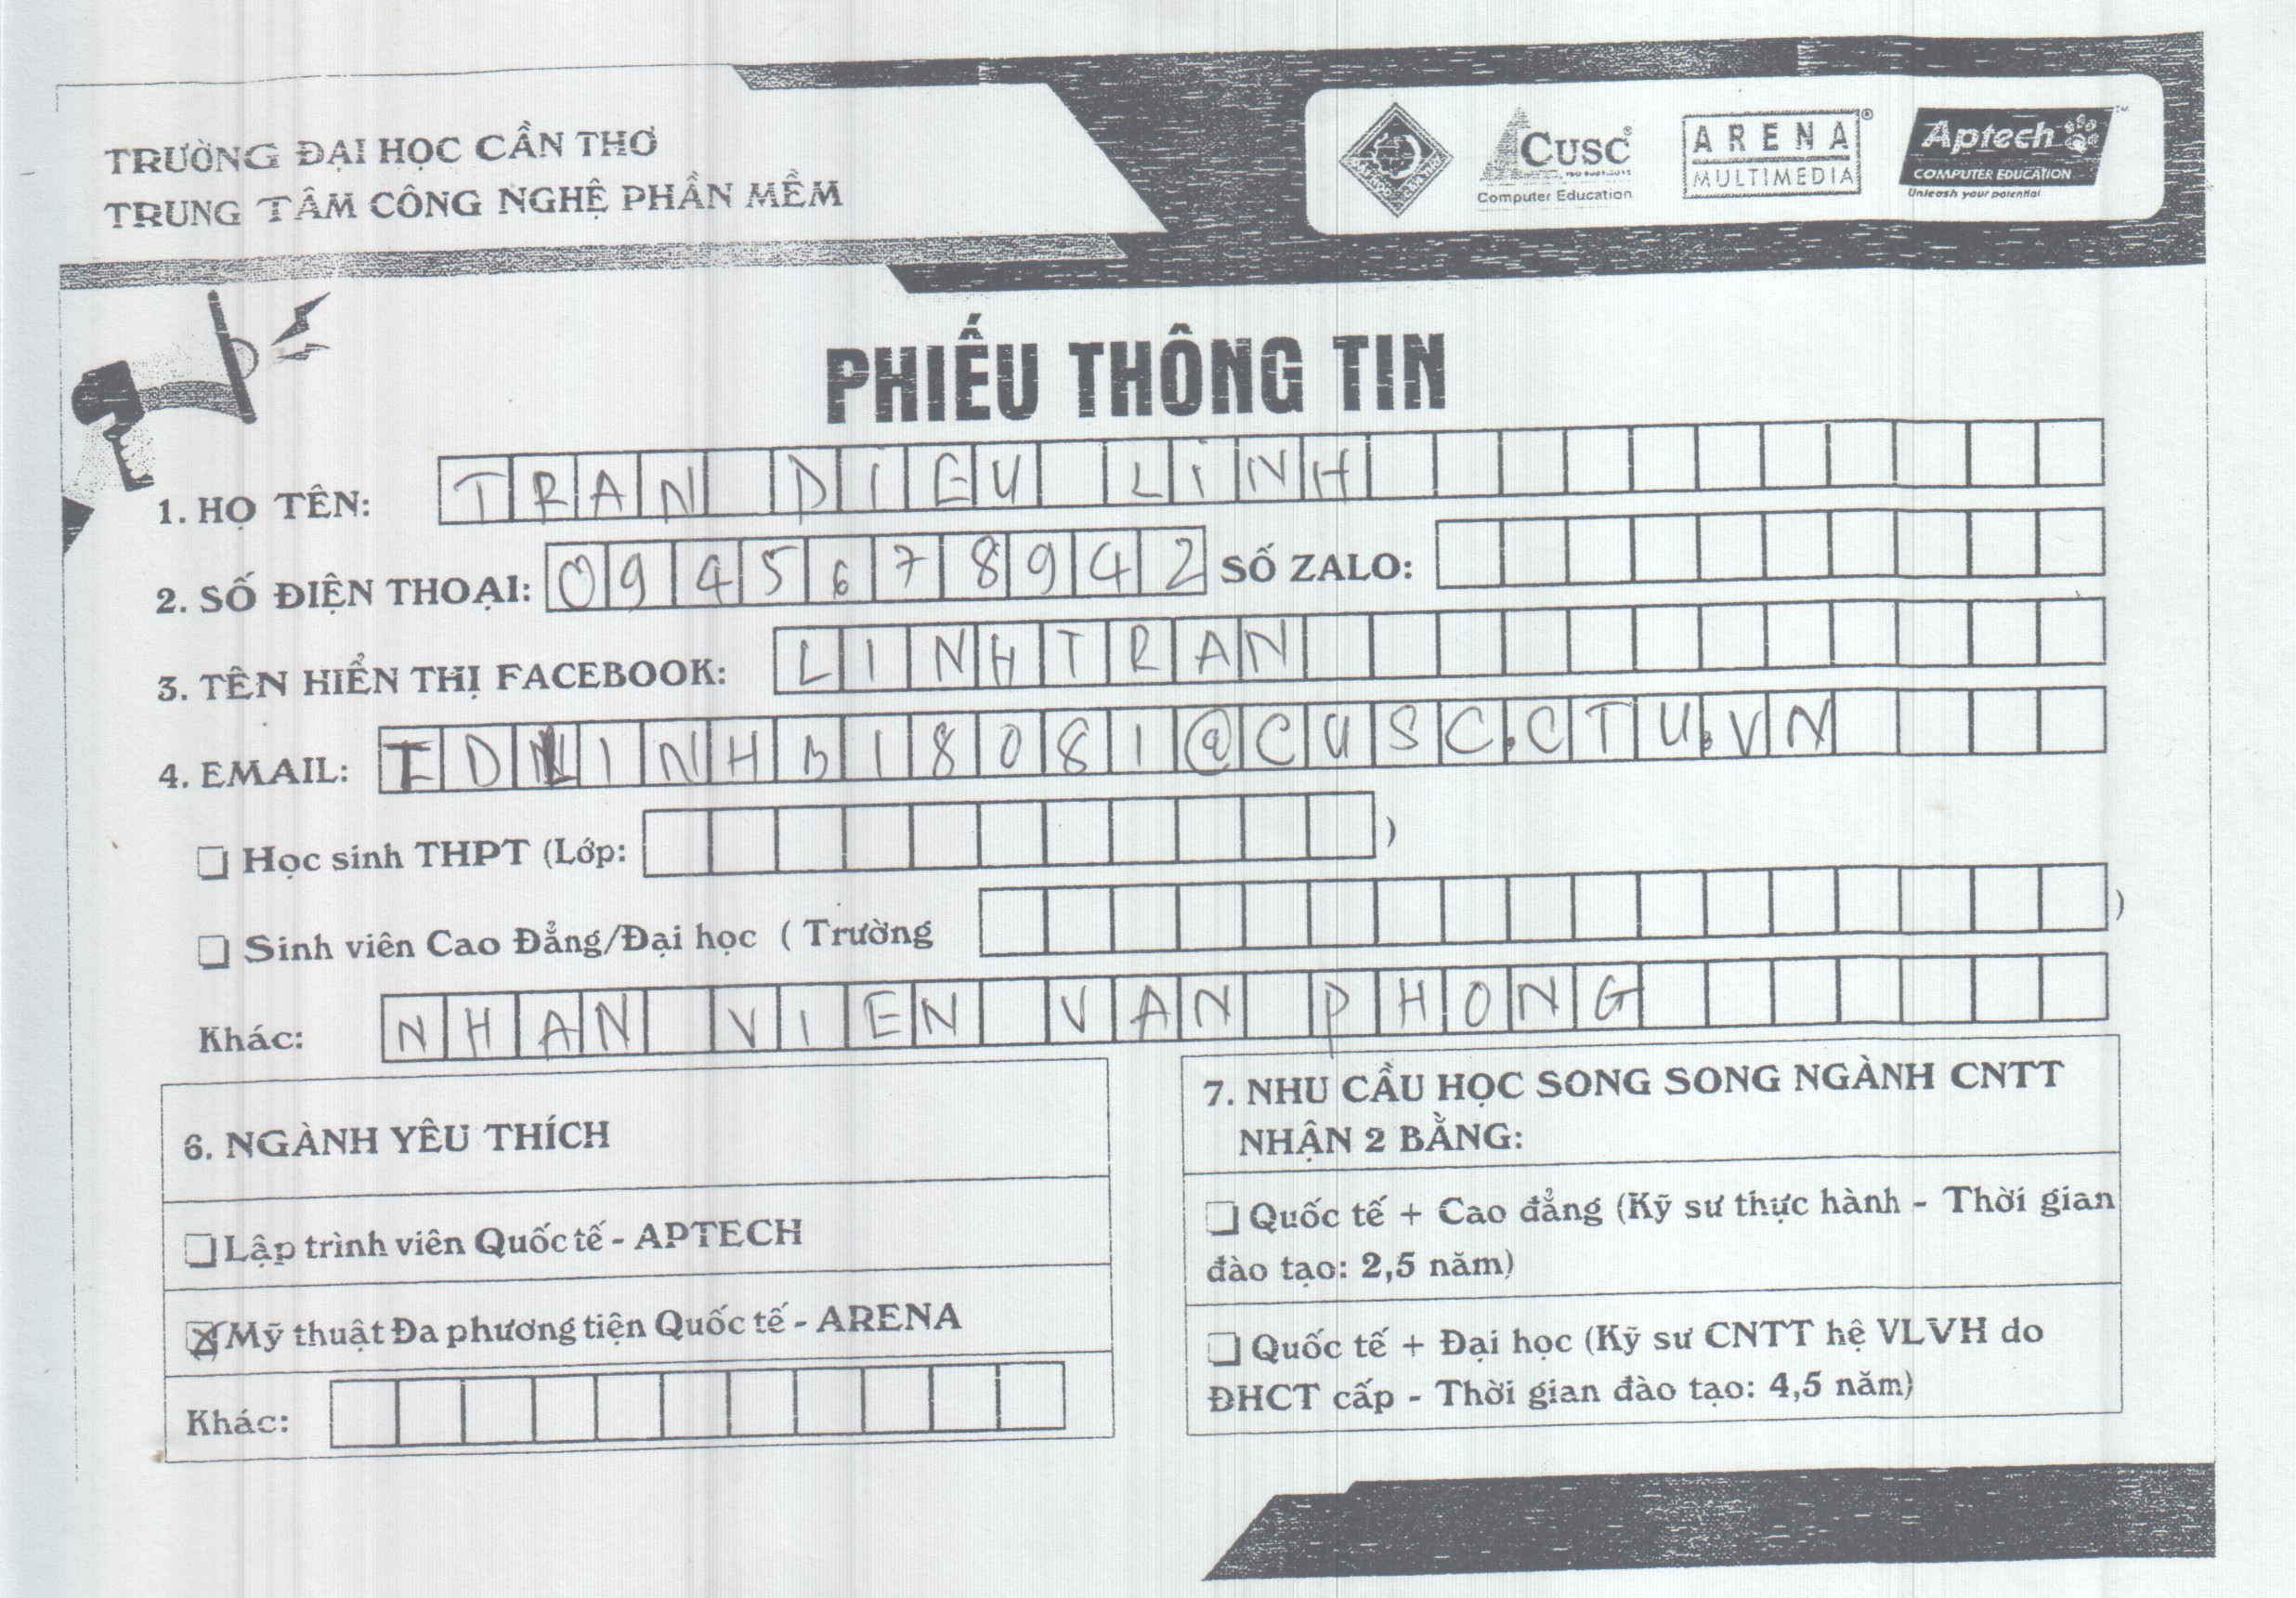 TRƯỜNG ĐẠI HỌC CẦN THƠ
TRUNG TÂM CÔNG NGHỆ PHẦN MỀM
CUSC
Computer Education
ARENA
MULTIMEDIA
Aptech
COMPUTER EDUCATION
Unleash your potential
PHIẾU THÔNG TIN
1. HỌ TÊN: TRAN DIEU LINH
2. SỐ ĐIỆN THOẠI: 0945678942 SỐ ZALO:
3. TÊN HIỂN THỊ FACEBOOK: LINHTRAN
4. EMAIL: TDLINHB18081@CUSC.CTU.VN
Học sinh THPT (Lớp: )
Sinh viên Cao Đẳng/Đại học ( Trường )
Khác: NHAN VIEN VAN PHONG
6. NGÀNH YÊU THÍCH
Lập trình viên Quốc tế - APTECH
Mỹ thuật Đa phương tiện Quốc tế - ARENA
Khác:
7. NHU CẦU HỌC SONG SONG NGÀNH CNTT
NHẬN 2 BẰNG:
Quốc tế + Cao đẳng (Kỹ sư thực hành - Thời gian
đào tạo: 2,5 năm)
Quốc tế + Đại học (Kỹ sư CNTT hệ VLVH do
ĐHCT cấp - Thời gian đào tạo: 4,5 năm)